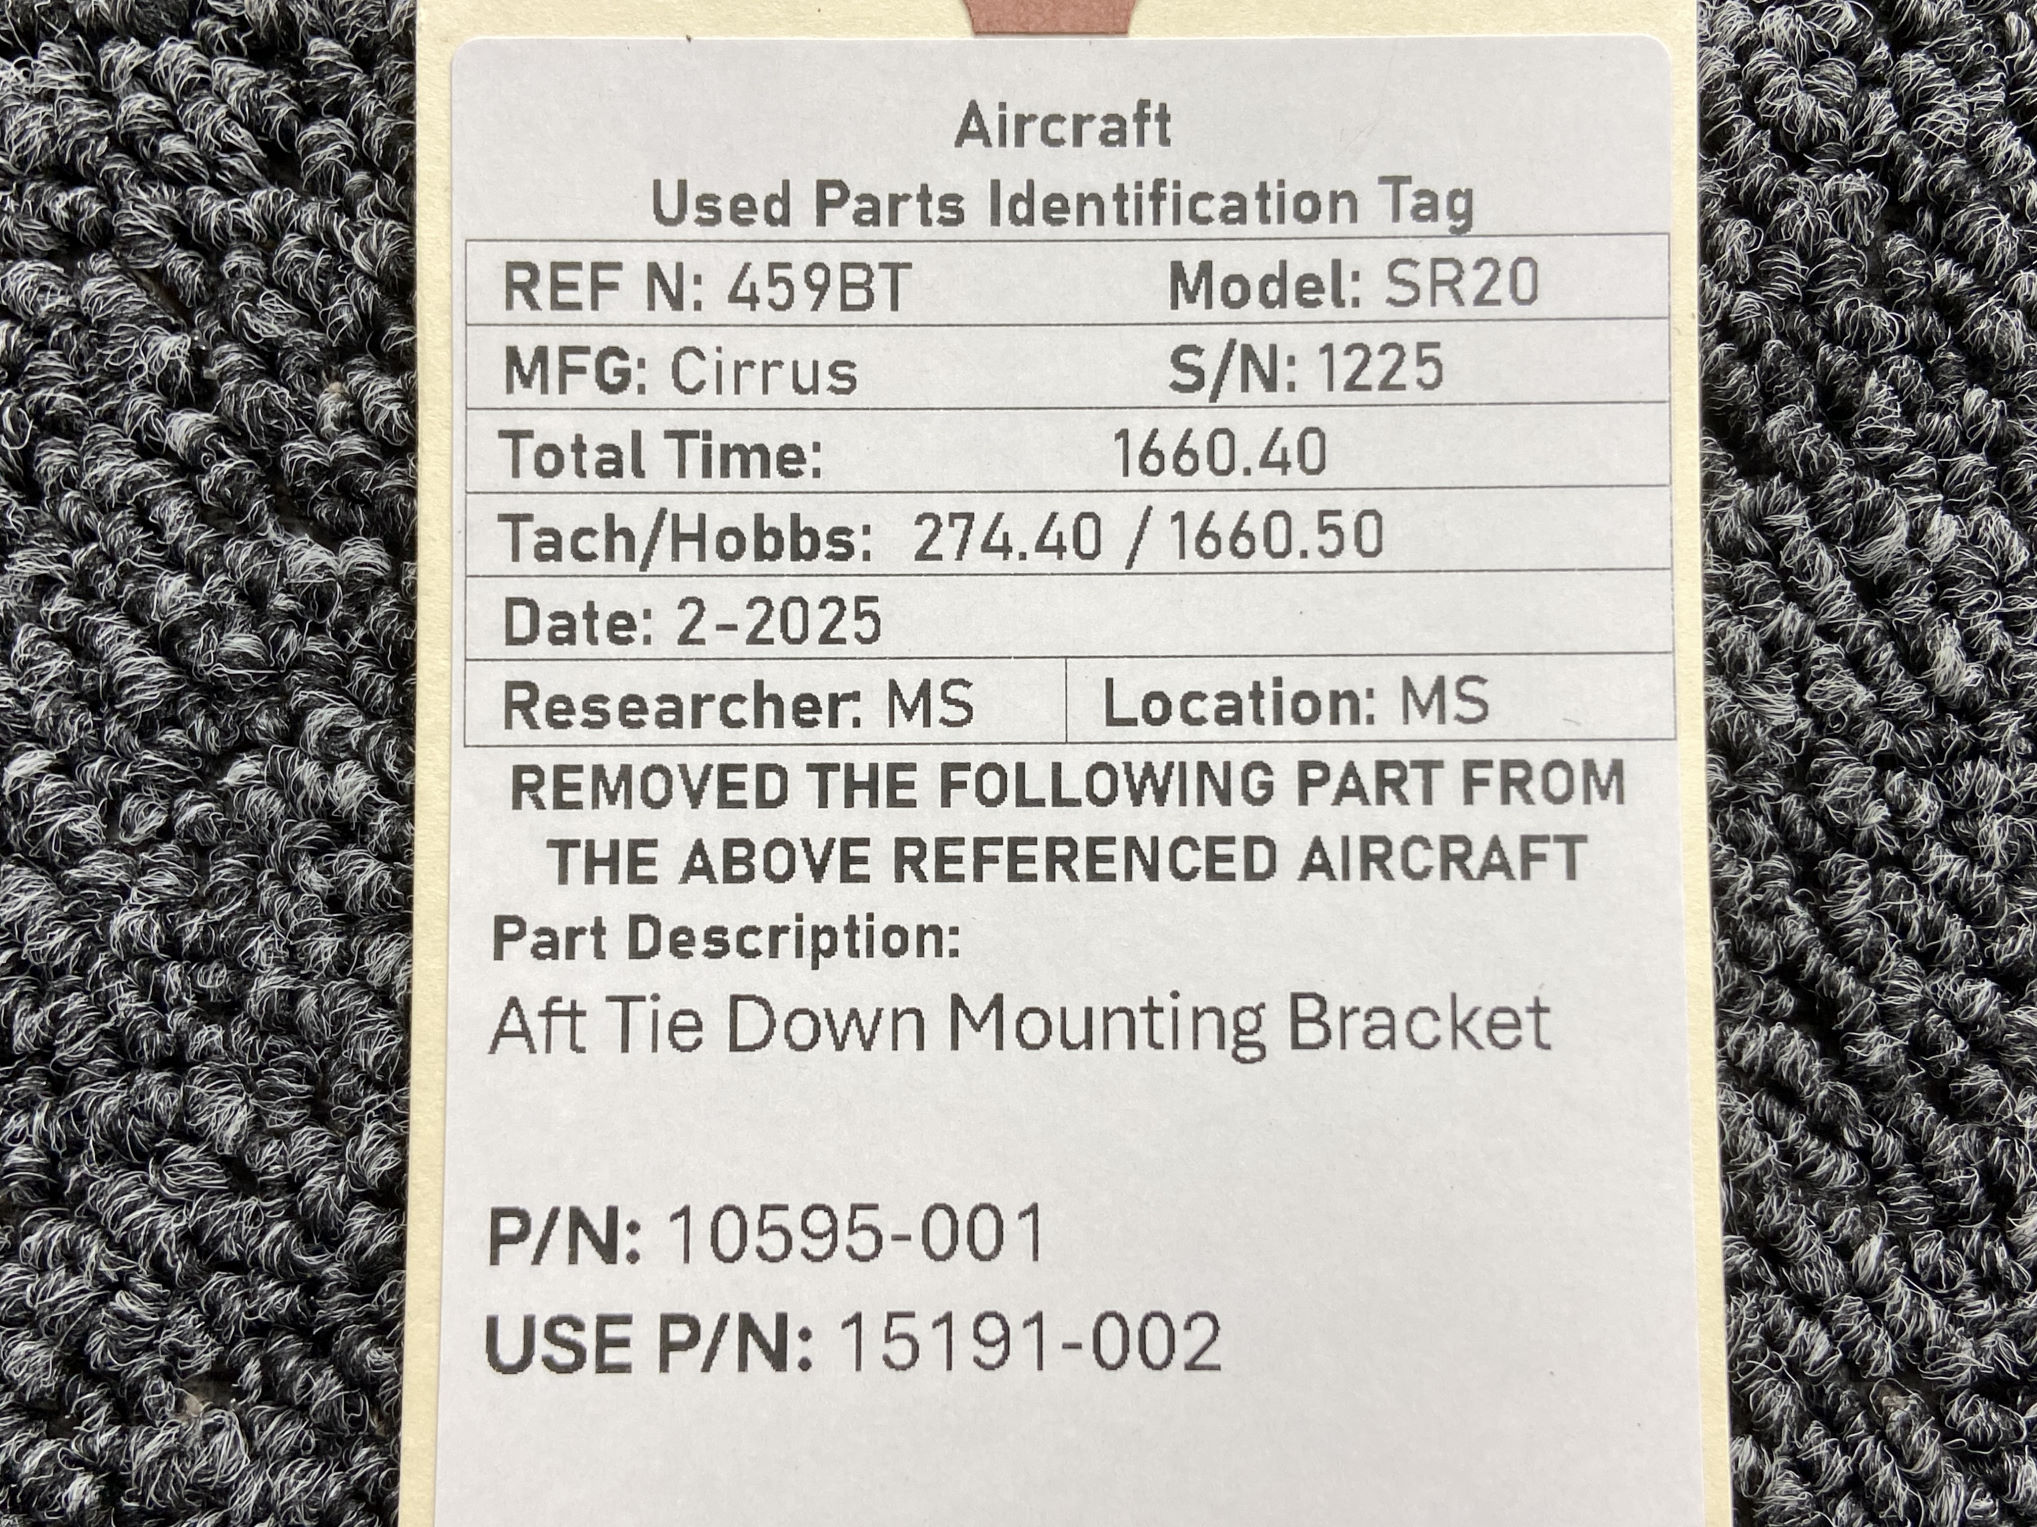 Aircraft
Used Parts Identification Tag
REF N: 459BT Model: SR20
MFG: Cirrus S/N: 1225
Total Time: 1660.40
Tach/Hobbs: 274.40 / 1660.50
Date: 2-2025
Researcher: MS Location: MS
REMOVED THE FOLLOWING PART FROM
THE ABOVE REFERENCED AIRCRAFT
Part Description:
Aft Tie Down Mounting Bracket
P/N: 10595-001
USE P/N: 15191-002